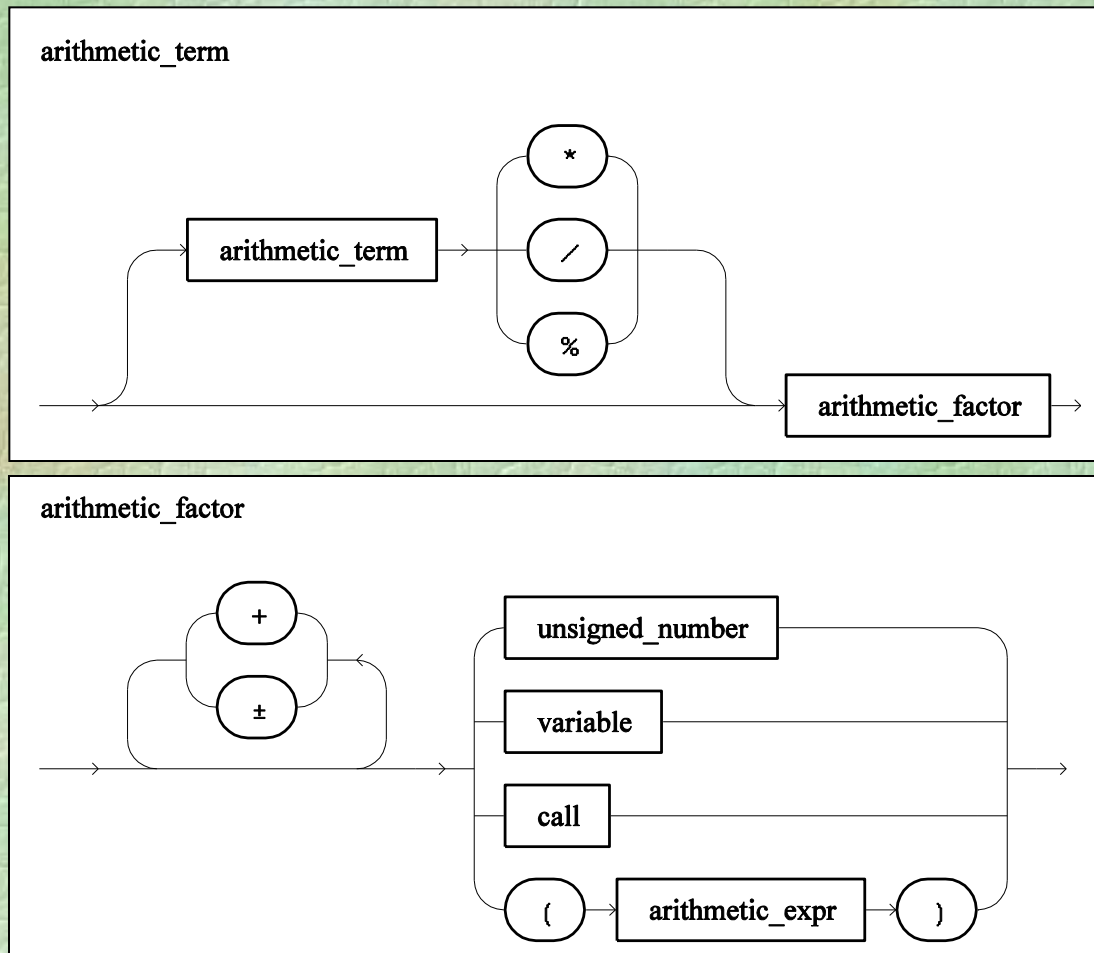 arithmetic_term
*
arithmetic_term
/
%
arithmetic_factor
arithmetic_factor
+
±
unsigned_number
variable
call
( arithmetic_expr )